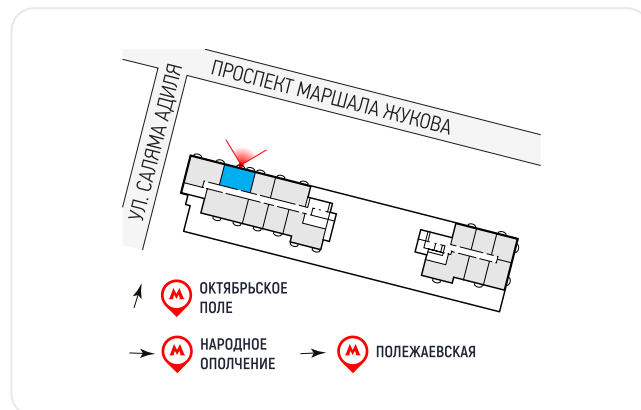 ПРОСПЕКТ МАРШАЛА ЖУКОВА
УЛ. САЛЯМА АДИЛЯ
ОКТЯБРЬСКОЕ
ПОЛЕ
НАРОДНОЕ
ОПОЛЧЕНИЕ
ПОЛЕЖАЕВСКАЯ